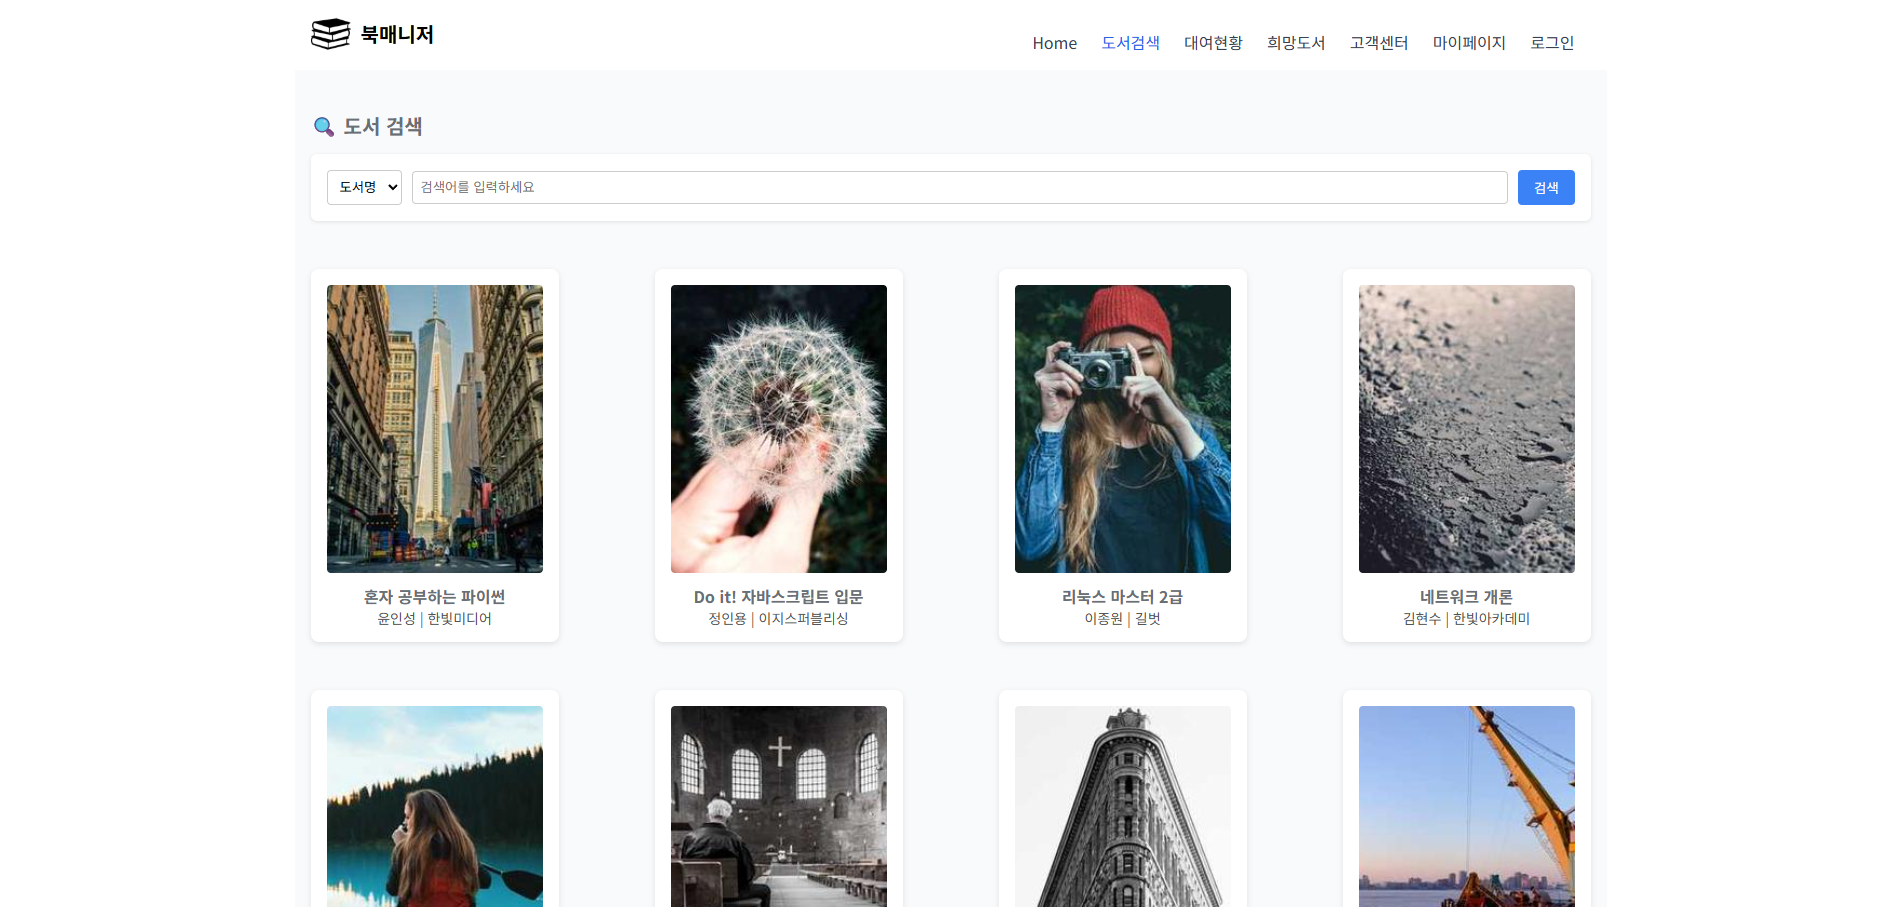 북매니저
Home 도서검색 대여현황 희망도서 고객센터 마이페이지 로그인
도서 검색
도서명 검색어를 입력하세요 검색
혼자 공부하는 파이썬
윤인성 | 한빛미디어
Do it! 자바스크립트 입문
정인용 | 이지스퍼블리싱
리눅스 마스터 2급
이종원 | 길벗
네트워크 개론
김현수 | 한빛아카데미